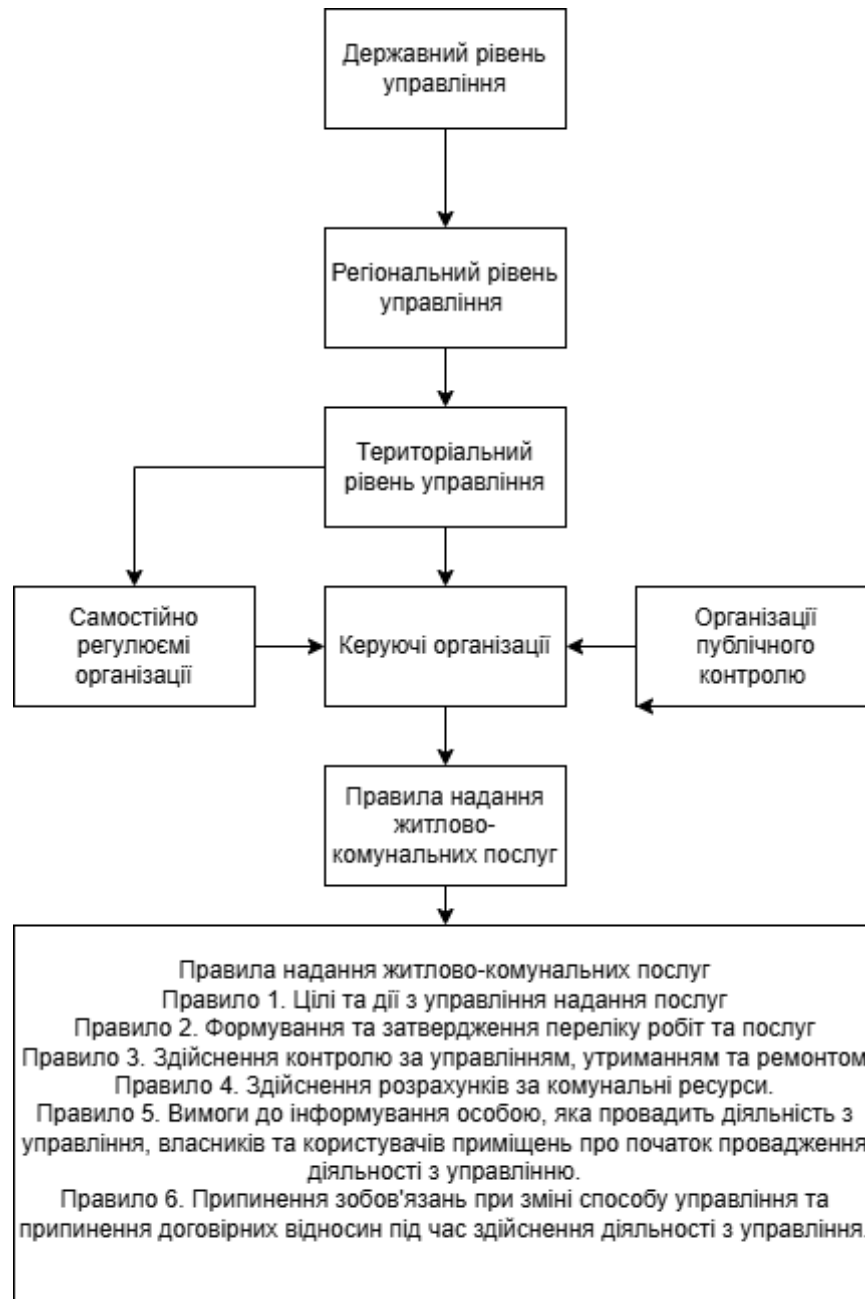 Державний рівень
управління
Регіональний рівень
управління
Територіальний
рівень управління
Самостійно
регулюємі
організації
Керуючі організації
Організації
публічного
контролю
Правила надання
житлово-
комунальних послуг
Правила надання житлово-комунальних послуг
Правило 1. Цілі та дії з управління надання послуг
Правило 2. Формування та затвердження переліку робіт та послуг
Правило 3. Здійснення контролю за управлінням, утриманням та ремонтом
Правило 4. Здійснення розрахунків за комунальні ресурси.
Правило 5. Вимоги до інформування особою, яка провадить діяльність з
управління, власників та користувачів приміщень про початок провадження
діяльності з управлінню.
Правило 6. Припинення зобов'язань при зміні способу управління та
припинення договірних відносин під час здійснення діяльності з управління.